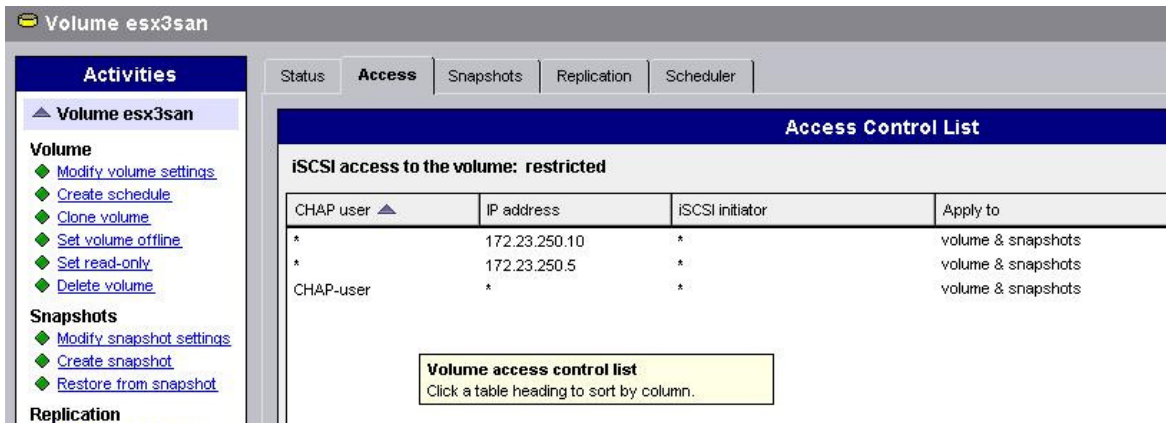 Volume esx3san
Activities
Volume esx3san
Volume
Modify volume settings
Create schedule
Clone volume
Set volume offline
Set read-only
Delete volume
Snapshots
Modify snapshot settings
Create snapshot
Restore from snapshot
Replication
Status Access Snapshots Replication Scheduler
Access Control List
iSCSI access to the volume: restricted
CHAP user IP address iSCSI initiator Apply to
* 172.23.250.10 * volume & snapshots
* 172.23.250.5 * volume & snapshots
CHAP-user * * volume & snapshots
Volume access control list
Click a table heading to sort by column.